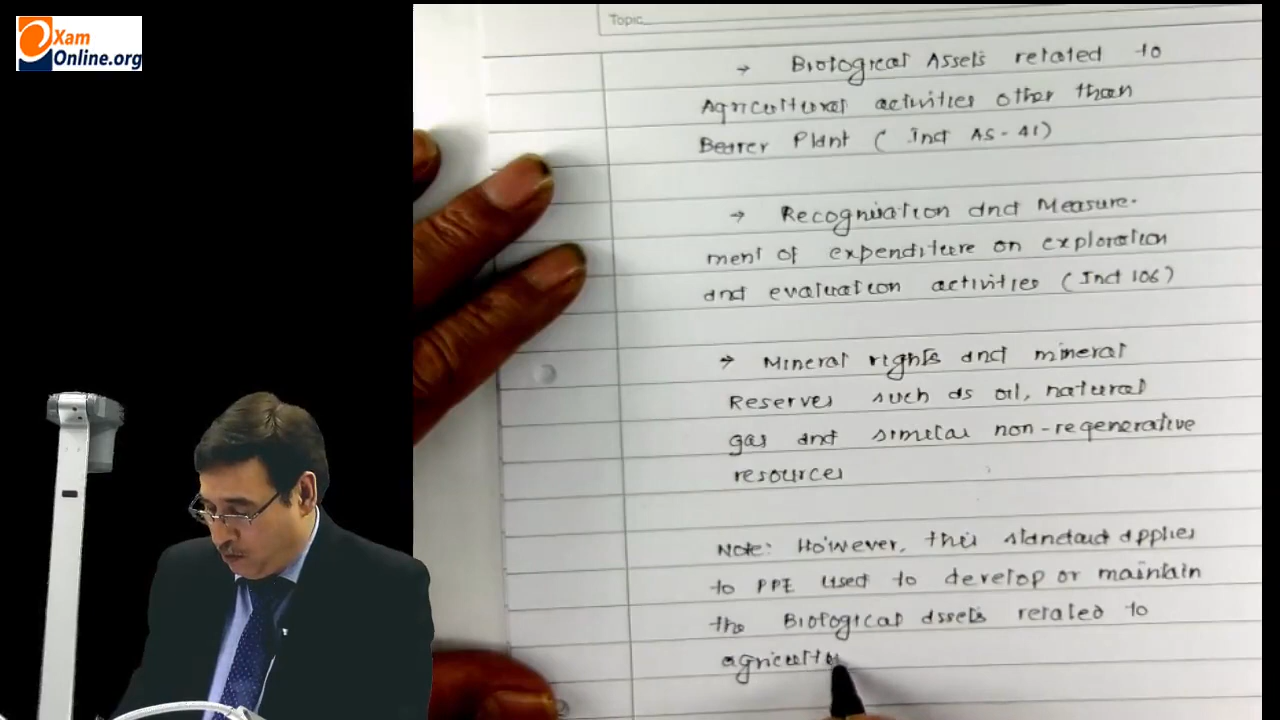 Xam
Online.org
Topic
→ Biological Assets related to
Agricultural activities other than
Bearer Plant ( Ind AS-41)
→ Recognisation and Measure-
ment of expenditure on exploration
and evaluation activities (Ind 106)
→ Mineral rights and mineral
Reserves such as oil, natural
gas and similar non-regenerative
resources
Note: However, this standard applies
to PPE used to develop or maintain
the Biological assets related to
agricultu